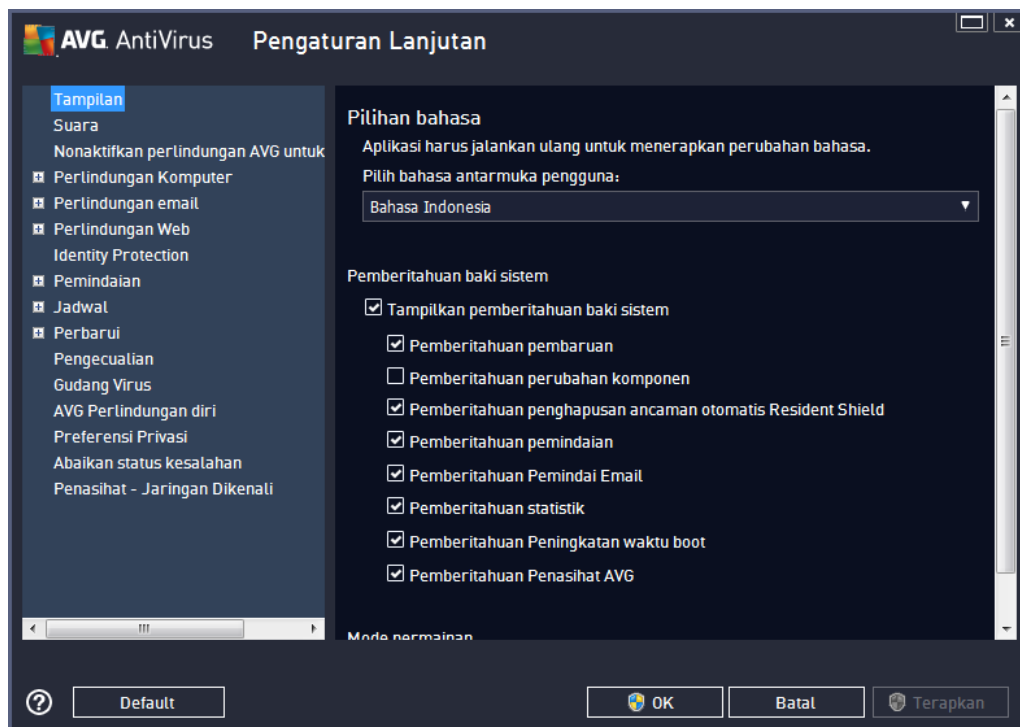 AVG. AntiVirus Pengaturan Lanjutan
Tampilan
Suara
Nonaktifkan perlindungan AVG untuk
Perlindungan Komputer
Perlindungan email
Perlindungan Web
Identity Protection
Pemindaian
Jadwal
Perbarui
Pengecualian
Gudang Virus
AVG Perlindungan diri
Preferensi Privasi
Abaikan status kesalahan
Penasihat - Jaringan Dikenali
Pilihan bahasa
Aplikasi harus jalankan ulang untuk menerapkan perubahan bahasa.
Pilih bahasa antarmuka pengguna:
Bahasa Indonesia
Pemberitahuan baki sistem
Tampilkan pemberitahuan baki sistem
Pemberitahuan pembaruan
Pemberitahuan perubahan komponen
Pemberitahuan penghapusan ancaman otomatis Resident Shield
Pemberitahuan pemindaian
Pemberitahuan Pemindai Email
Pemberitahuan statistik
Pemberitahuan Peningkatan waktu boot
Pemberitahuan Penasihat AVG
Mode permainan
? Default OK Batal Terapkan